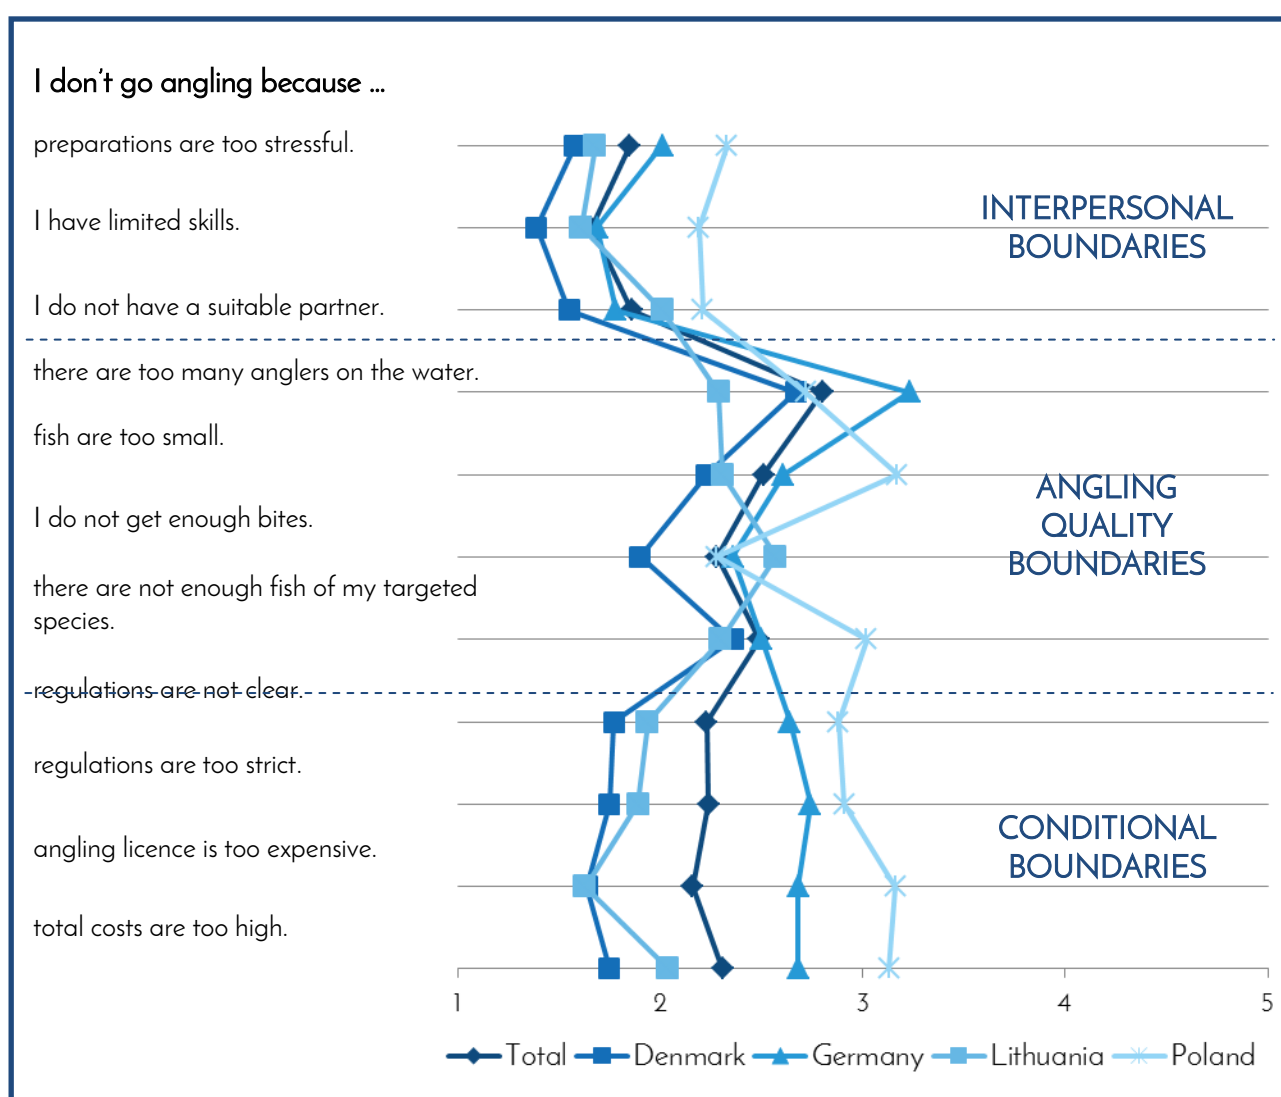 I don't go angling because ...
preparations are too stressful.
I have limited skills.
INTERPERSONAL
BOUNDARIES
I do not have a suitable partner.
there are too many anglers on the water.
fish are too small.
ANGLING
QUALITY
BOUNDARIES
I do not get enough bites.
there are not enough fish of my targeted
species.
regulations are not clear.
regulations are too strict.
CONDITIONAL
BOUNDARIES
angling licence is too expensive.
total costs are too high.
1 2 3 4 5
Total Denmark Germany Lithuania Poland